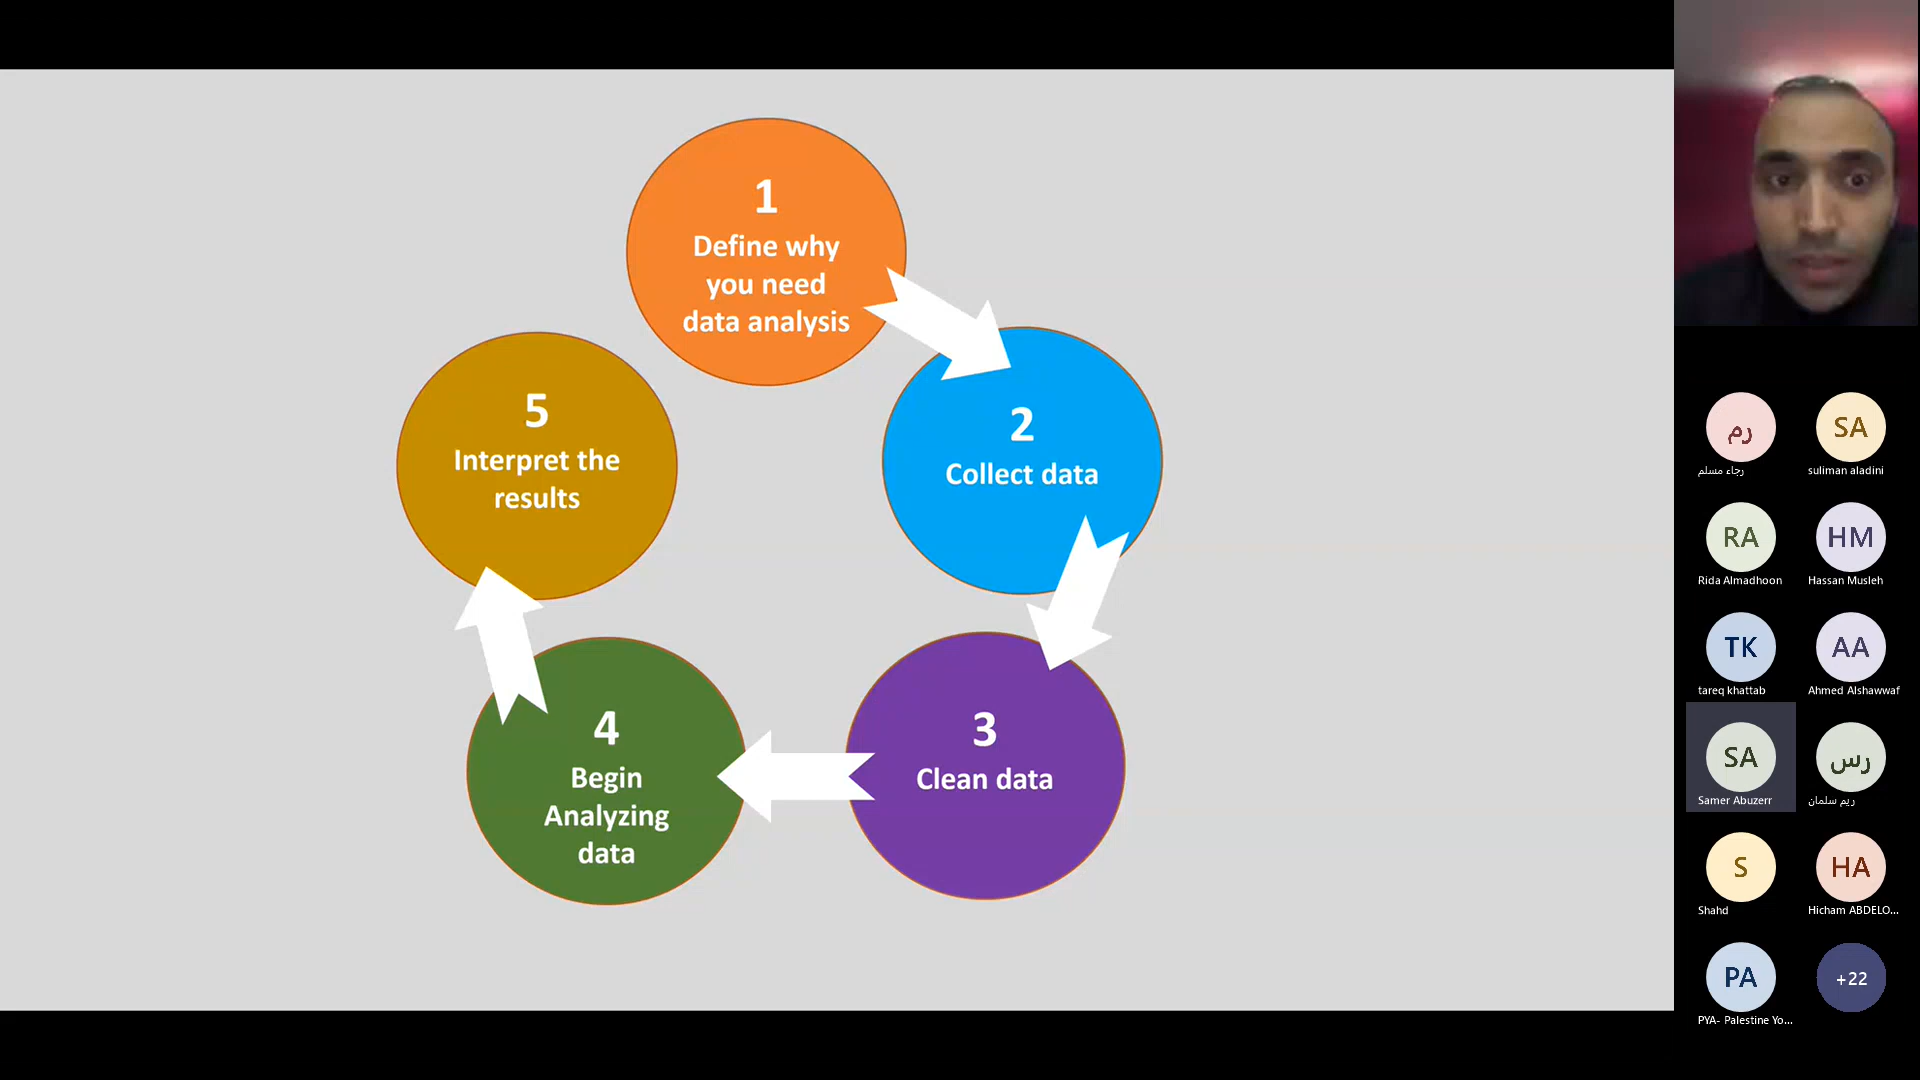 1
Define why
you need
data analysis
2
Collect data
3
Clean data
4
Begin
Analyzing
data
5
Interpret the
results
رم
رجاء مسلم
SA
suliman aladini
RA
Rida Almadhoon
HM
Hassan Musleh
TK
tareq khattab
AA
Ahmed Alshawwaf
SA
Samer Abuzerr
رس
ريم سلمان
S
Shahd
HA
Hicham ABDELO...
PA
PYA- Palestine Yo...
+22